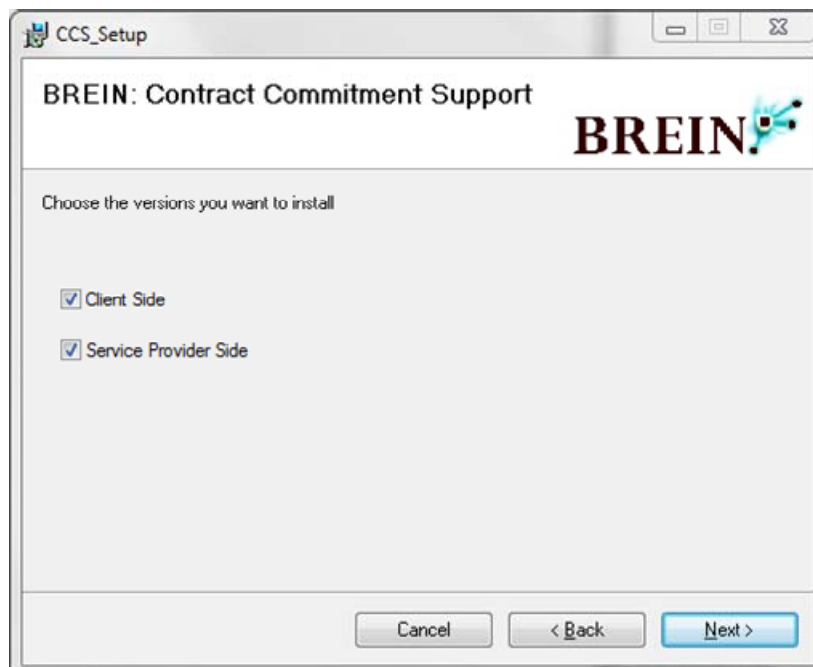 CCS_Setup
BREIN: Contract Commitment Support
BREIN
Choose the versions you want to install
Client Side
Service Provider Side
Cancel
< Back
Next >